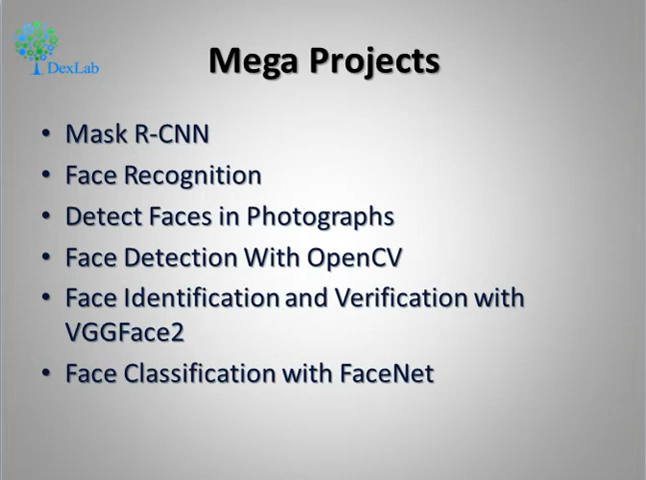 DexLab
Mega Projects
• Mask R-CNN
• Face Recognition
• Detect Faces in Photographs
• Face Detection With OpenCV
• Face Identification and Verification with
VGGFace2
• Face Classification with FaceNet